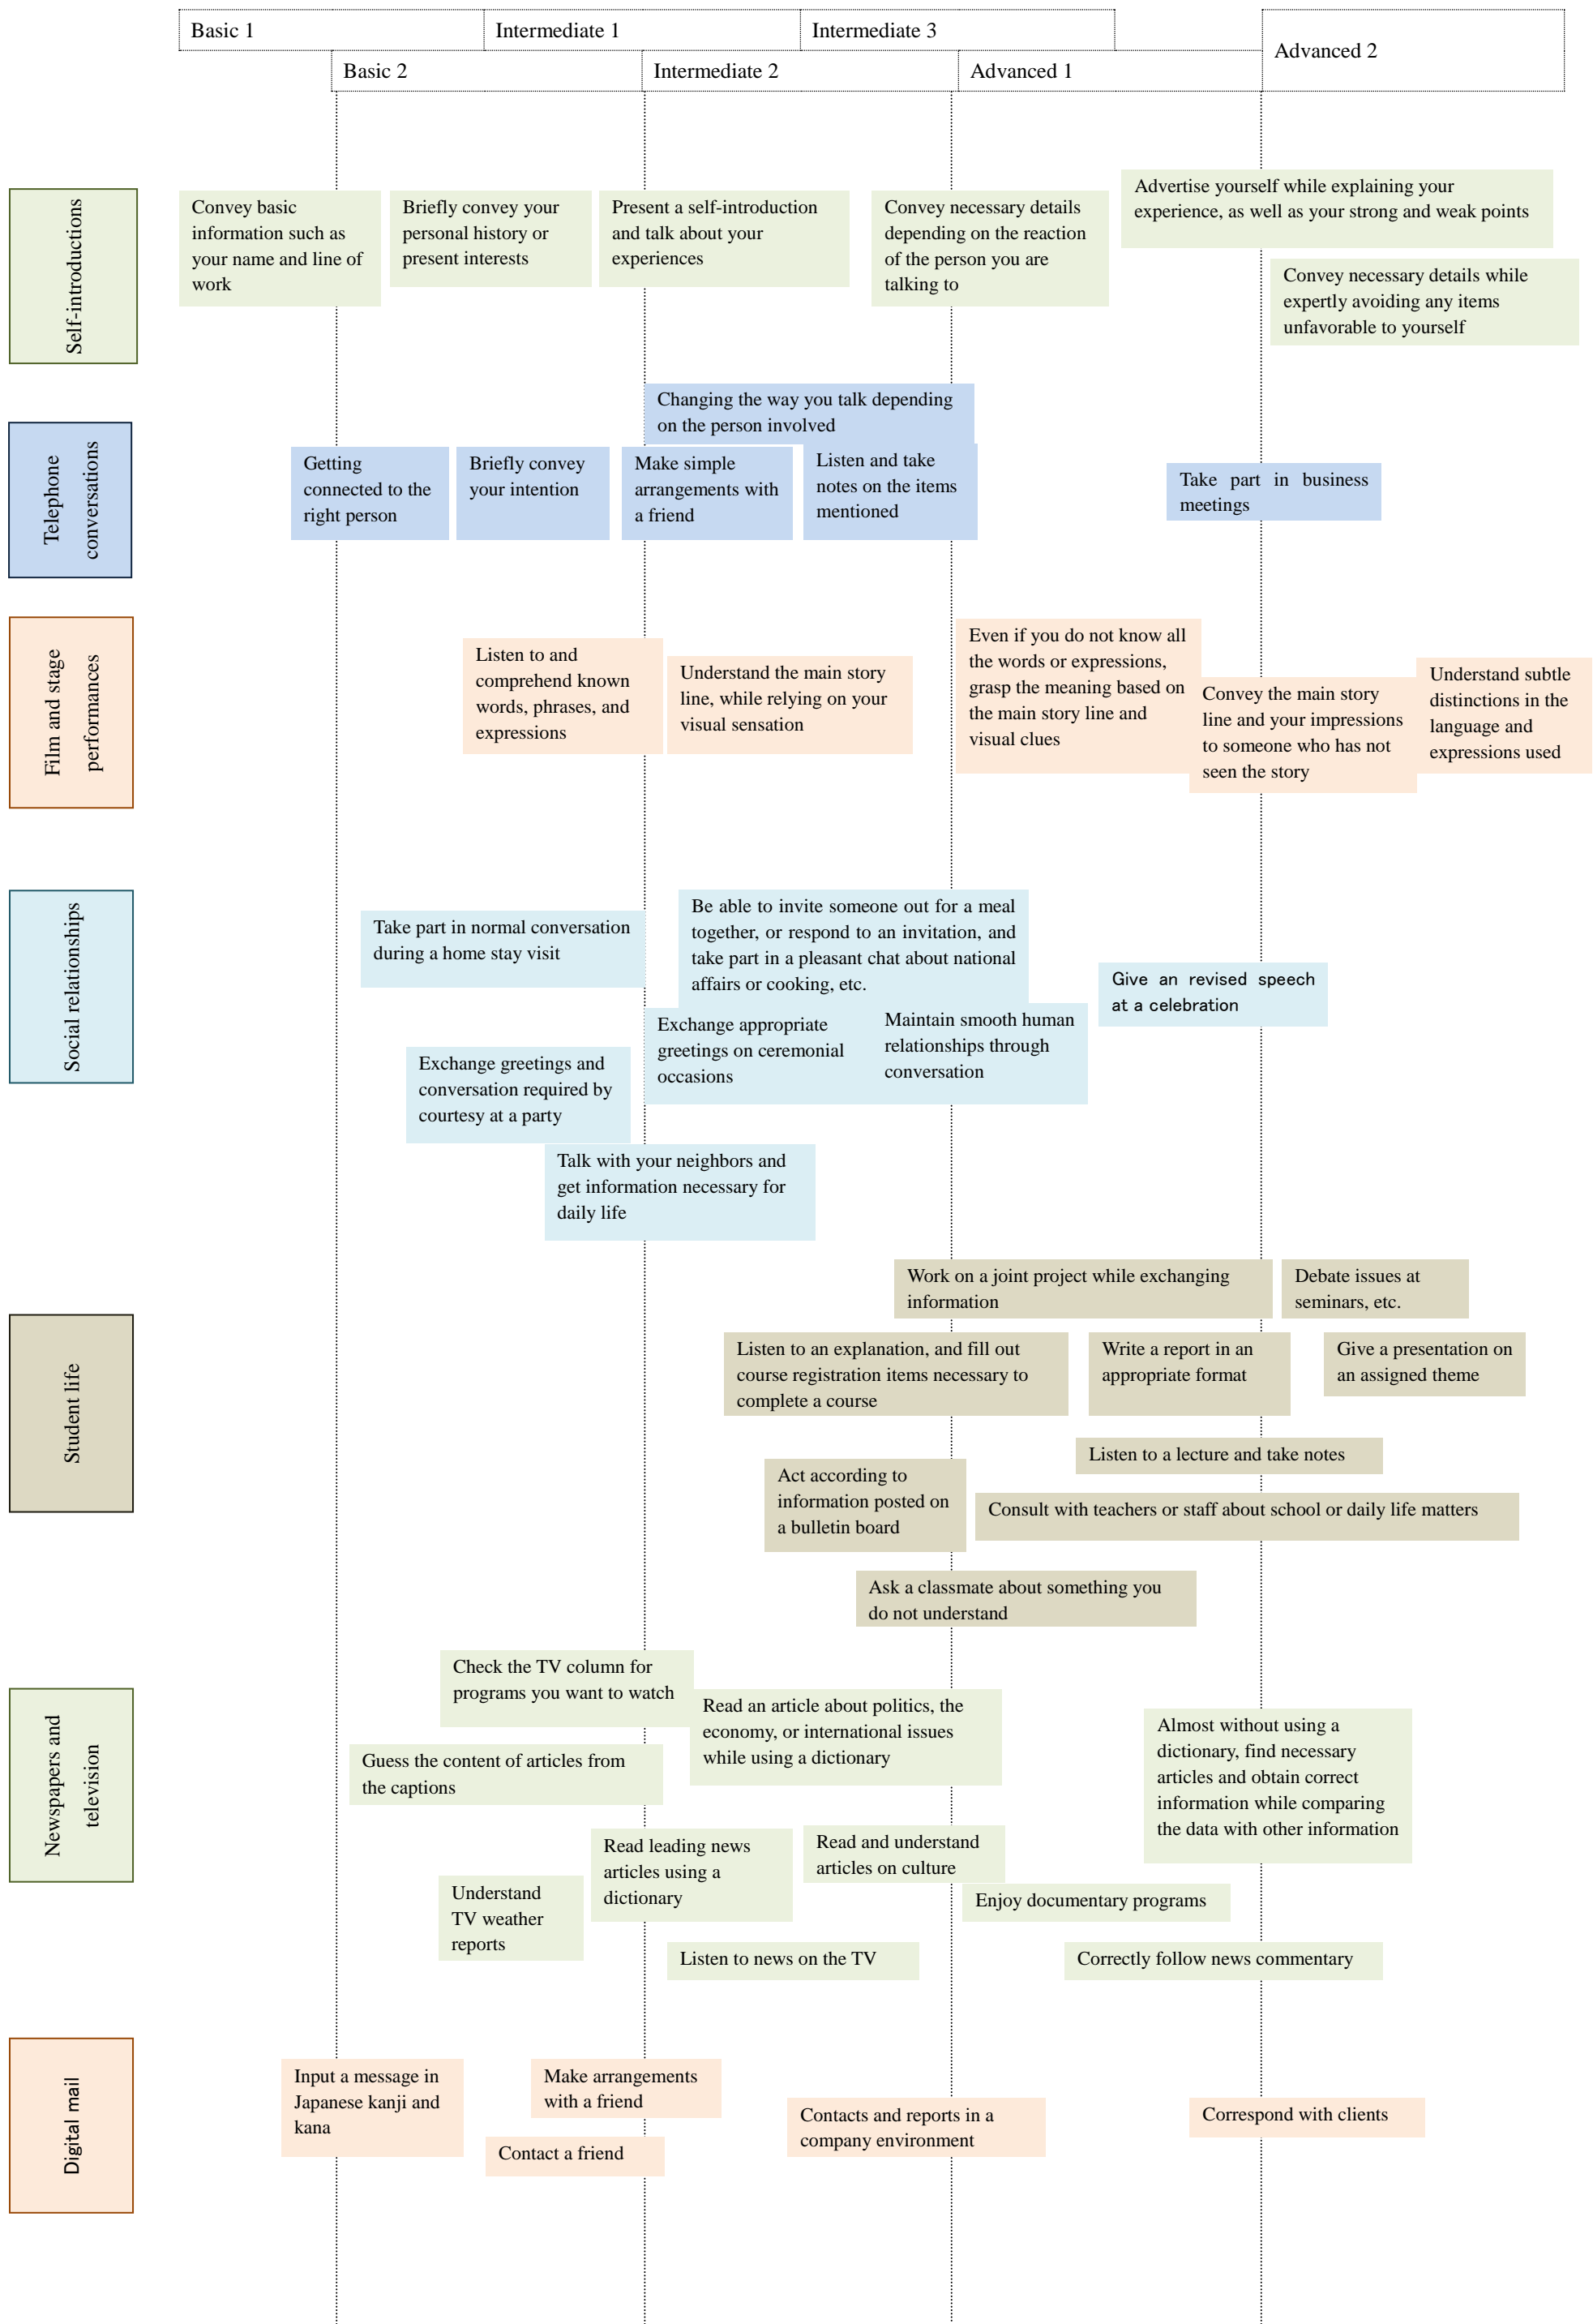 Basic 1
Intermediate 1
Intermediate 3
Advanced 2
Basic 2
Intermediate 2
Advanced 1
Self-introductions
Convey basic
information such as
your name and line of
work
Briefly convey your
personal history or
present interests
Present a self-introduction
and talk about your
experiences
Convey necessary details
depending on the reaction
of the person you are
talking to
Advertise yourself while explaining your
experience, as well as your strong and weak points
Convey necessary details while
expertly avoiding any items
unfavorable to yourself
Telephone
conversations
Changing the way you talk depending
on the person involved
Getting
connected to the
right person
Briefly convey
your intention
Make simple
arrangements with
a friend
Listen and take
notes on the items
mentioned
Take part in business
meetings
Film and stage
performances
Listen to and
comprehend known
words, phrases, and
expressions
Understand the main story
line, while relying on your
visual sensation
Even if you do not know all
the words or expressions,
grasp the meaning based on
the main story line and
visual clues
Convey the main story
line and your impressions
to someone who has not
seen the story
Understand subtle
distinctions in the
language and
expressions used
Social relationships
Take part in normal conversation
during a home stay visit
Be able to invite someone out for a meal
together, or respond to an invitation, and
take part in a pleasant chat about national
affairs or cooking, etc.
Give an revised speech
at a celebration
Exchange appropriate
greetings on ceremonial
occasions
Maintain smooth human
relationships through
conversation
Exchange greetings and
conversation required by
courtesy at a party
Talk with your neighbors and
get information necessary for
daily life
Student life
Work on a joint project while exchanging
information
Debate issues at
seminars, etc.
Listen to an explanation, and fill out
course registration items necessary to
complete a course
Write a report in an
appropriate format
Give a presentation on
an assigned theme
Listen to a lecture and take notes
Act according to
information posted on
a bulletin board
Consult with teachers or staff about school or daily life matters
Ask a classmate about something you
do not understand
Newspapers and
television
Check the TV column for
programs you want to watch
Read an article about politics, the
economy, or international issues
while using a dictionary
Almost without using a
dictionary, find necessary
articles and obtain correct
information while comparing
the data with other information
Guess the content of articles from
the captions
Read leading news
articles using a
dictionary
Read and understand
articles on culture
Understand
TV weather
reports
Enjoy documentary programs
Listen to news on the TV
Correctly follow news commentary
Digital mail
Input a message in
Japanese kanji and
kana
Make arrangements
with a friend
Contacts and reports in a
company environment
Correspond with clients
Contact a friend